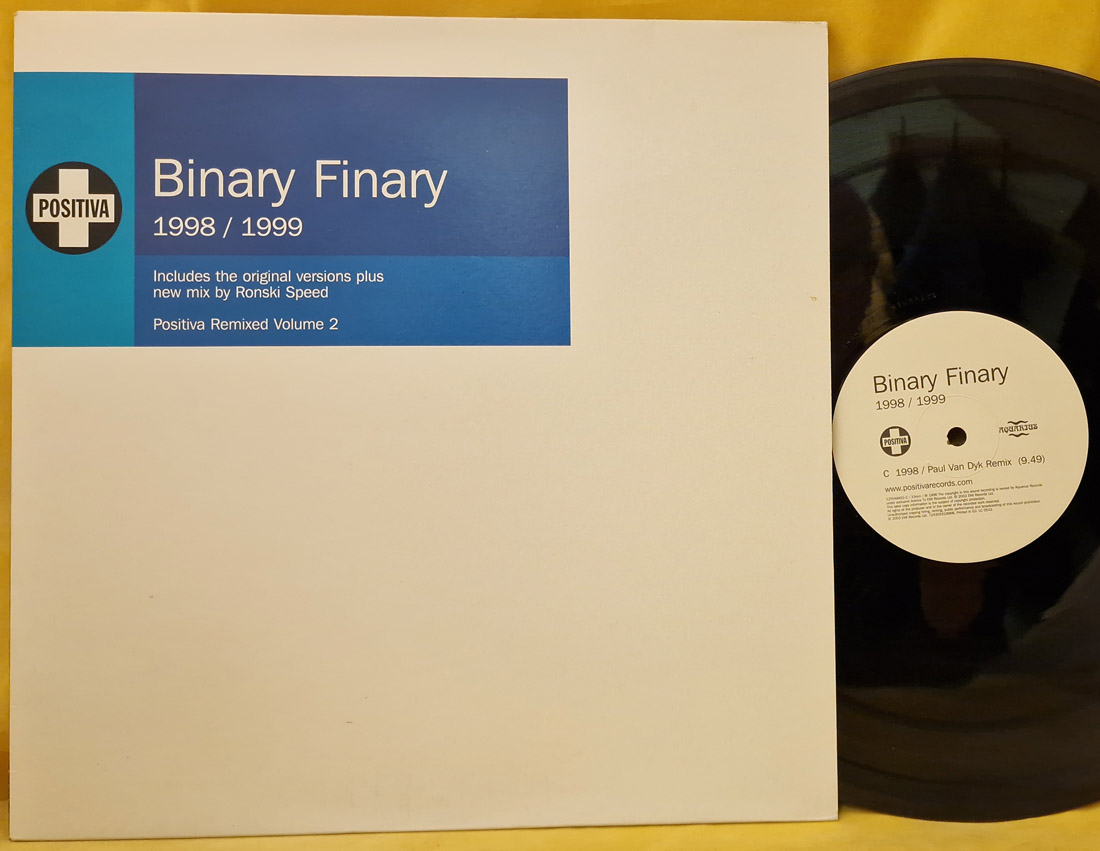 POSITIVA
Binary Finary
1998 / 1999
Includes the original versions plus
new mix by Ronski Speed
Positiva Remixed Volume 2
Binary Finary
1998 / 1999
POSITIVA
AQUARIUS
C 1998 / Paul Van Dyk Remix (9.49)
www.positivarecords.com